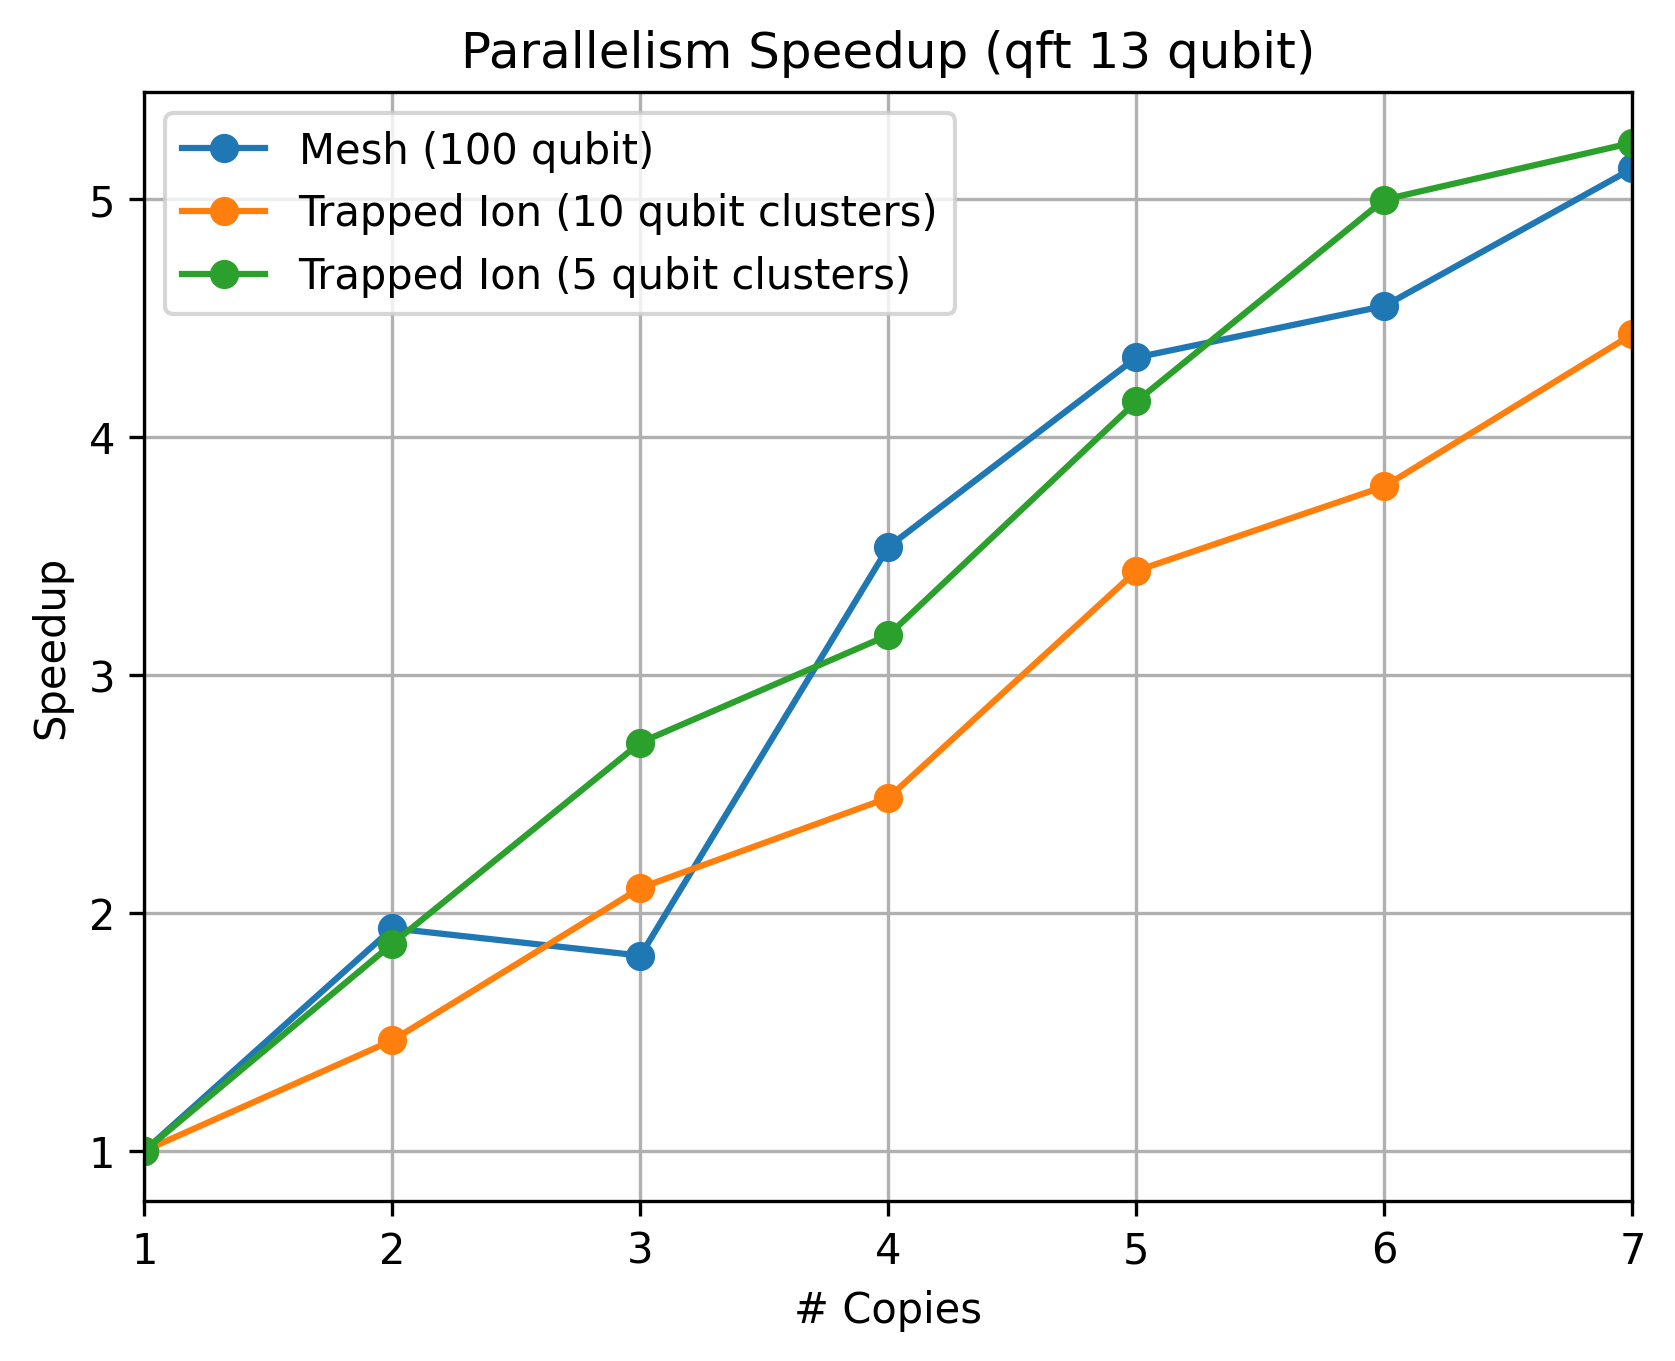 Parallelism Speedup (qft 13 qubit)
Mesh (100 qubit)
Trapped Ion (10 qubit clusters)
Trapped Ion (5 qubit clusters)
5
4
3
2
1
Speedup
1 2 3 4 5 6 7
# Copies